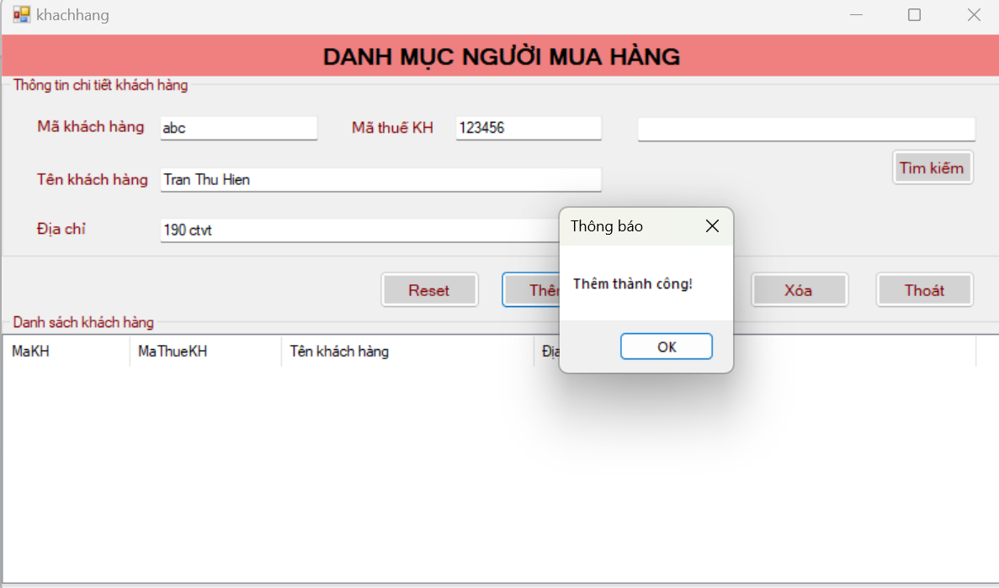 khachhang
DANH MỤC NGƯỜI MUA HÀNG
Thông tin chi tiết khách hàng
Mã khách hàng abc Mã thuế KH 123456
Tìm kiếm
Tên khách hàng Tran Thu Hien
Địa chỉ 190 ctvt
Thông báo
Thêm thành công!
OK
Reset Xóa Thoát
Danh sách khách hàng
MaKH MaThueKH Tên khách hàng